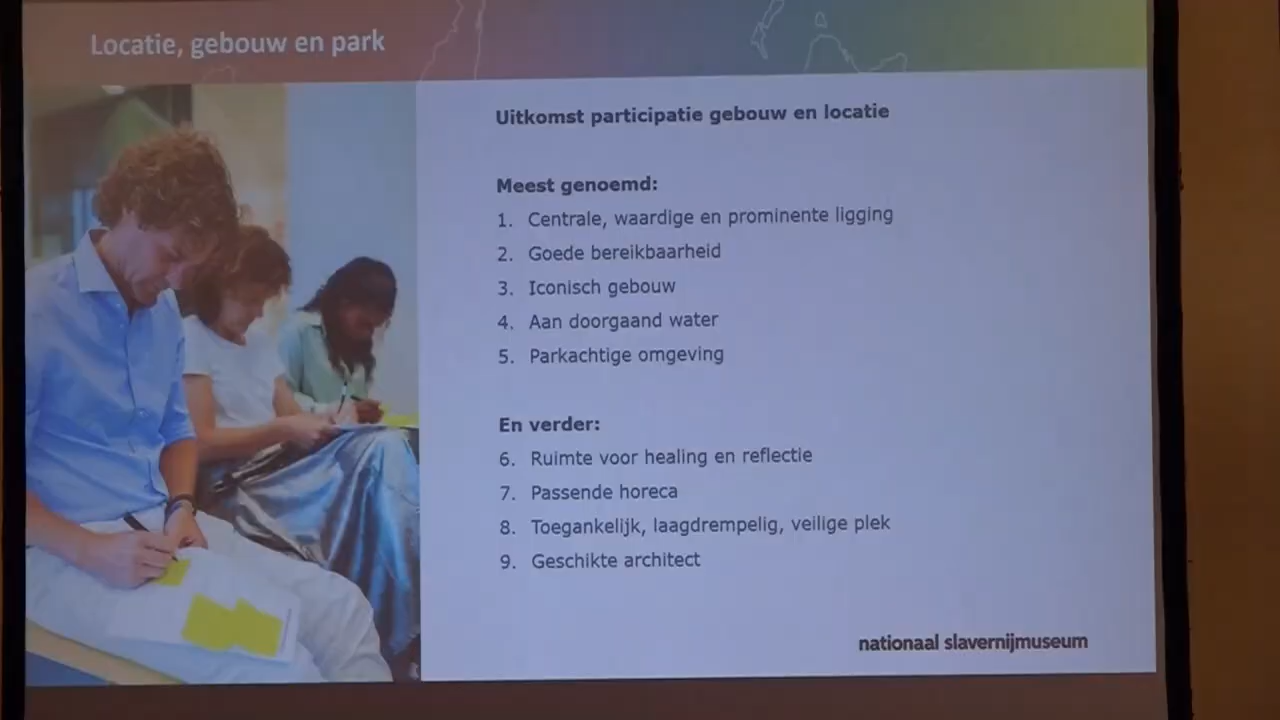 Locatie, gebouw en park
Uitkomst participatie gebouw en locatie
Meest genoemd:
1. Centrale, waardige en prominente ligging
2. Goede bereikbaarheid
3. Iconisch gebouw
4. Aan doorgaand water
5. Parkachtige omgeving
En verder:
6. Ruimte voor healing en reflectie
7. Passende horeca
8. Toegankelijk, laagdrempelig, veilige plek
9. Geschikte architect
nationaal slavernijmuseum